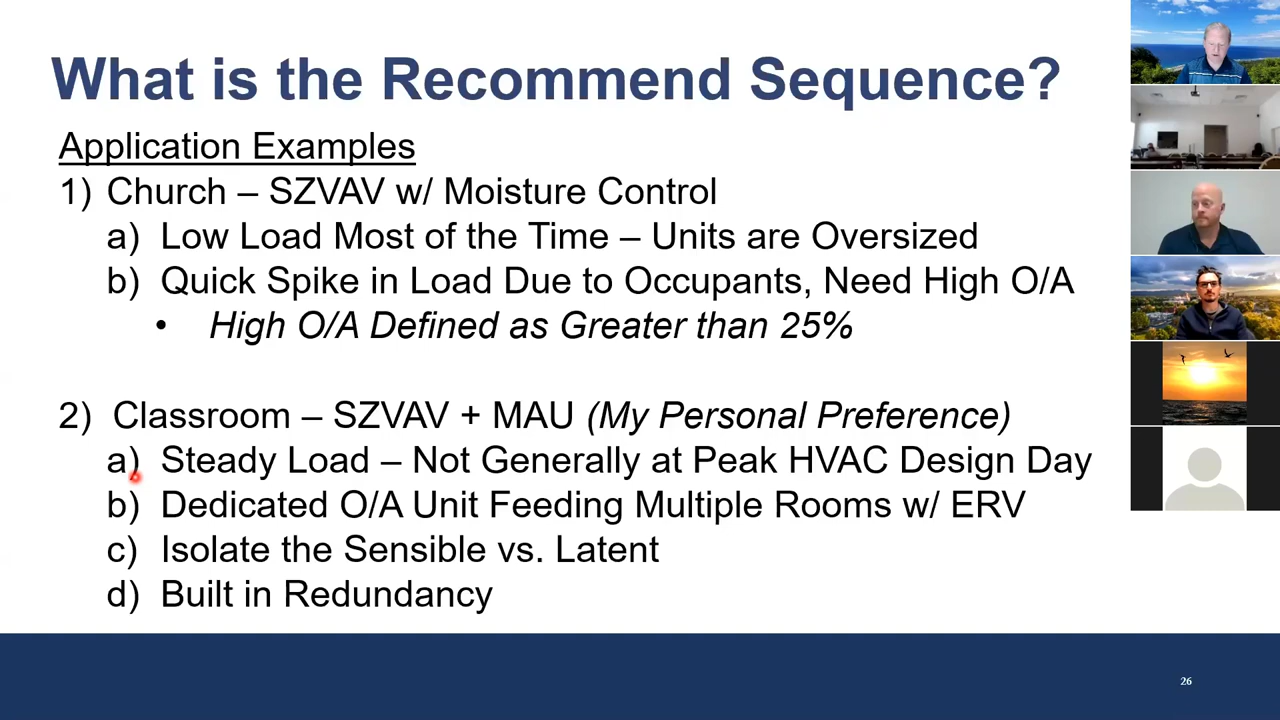 What is the Recommend Sequence?
Application Examples
1) Church – SZVAV w/ Moisture Control
a) Low Load Most of the Time – Units are Oversized
b) Quick Spike in Load Due to Occupants, Need High O/A
• High O/A Defined as Greater than 25%
2) Classroom – SZVAV + MAU (My Personal Preference)
a) Steady Load – Not Generally at Peak HVAC Design Day
b) Dedicated O/A Unit Feeding Multiple Rooms w/ ERV
c) Isolate the Sensible vs. Latent
d) Built in Redundancy
26